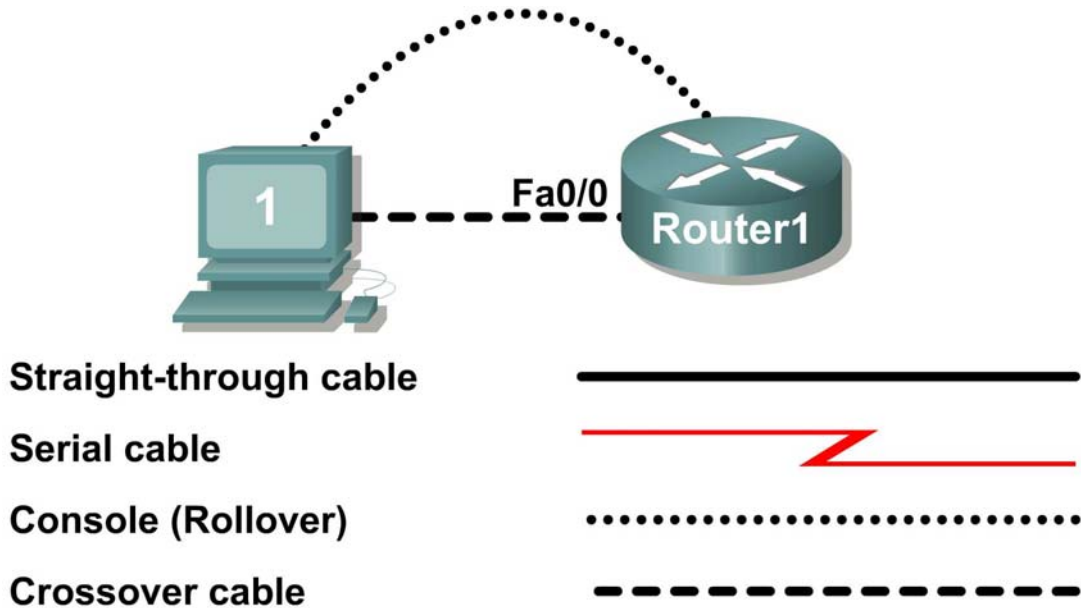 Fa0/0
1
Router1
Straight-through cable
Serial cable
Console (Rollover)
Crossover cable